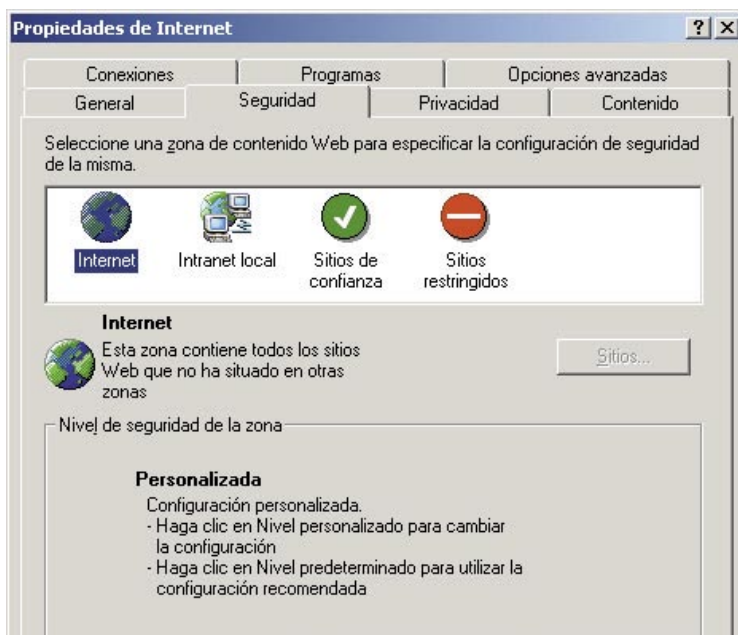 Propiedades de Internet
Conexiones Programas Opciones avanzadas
General Seguridad Privacidad Contenido
Seleccione una zona de contenido Web para especificar la configuración de seguridad
de la misma.
Internet Intranet local Sitios de confianza Sitios restringidos
Internet
Esta zona contiene todos los sitios
Web que no ha situado en otras
zonas
Sitios...
Nivel de seguridad de la zona
Personalizada
Configuración personalizada.
- Haga clic en Nivel personalizado para cambiar
la configuración
- Haga clic en Nivel predeterminado para utilizar la
configuración recomendada